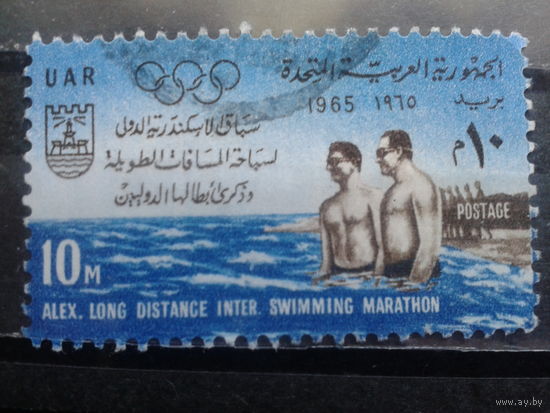 UAR
الجمهورية العربية المتحدة
1965 ١٩٦٥
بريد
١٠ م
سباق الاسكندرية الدولى
لسباحة المسافات الطويلة
وذكرى أبطالها الدوليين
POSTAGE
10 M
ALEX. LONG DISTANCE INTER. SWIMMING MARATHON
www.ay.by